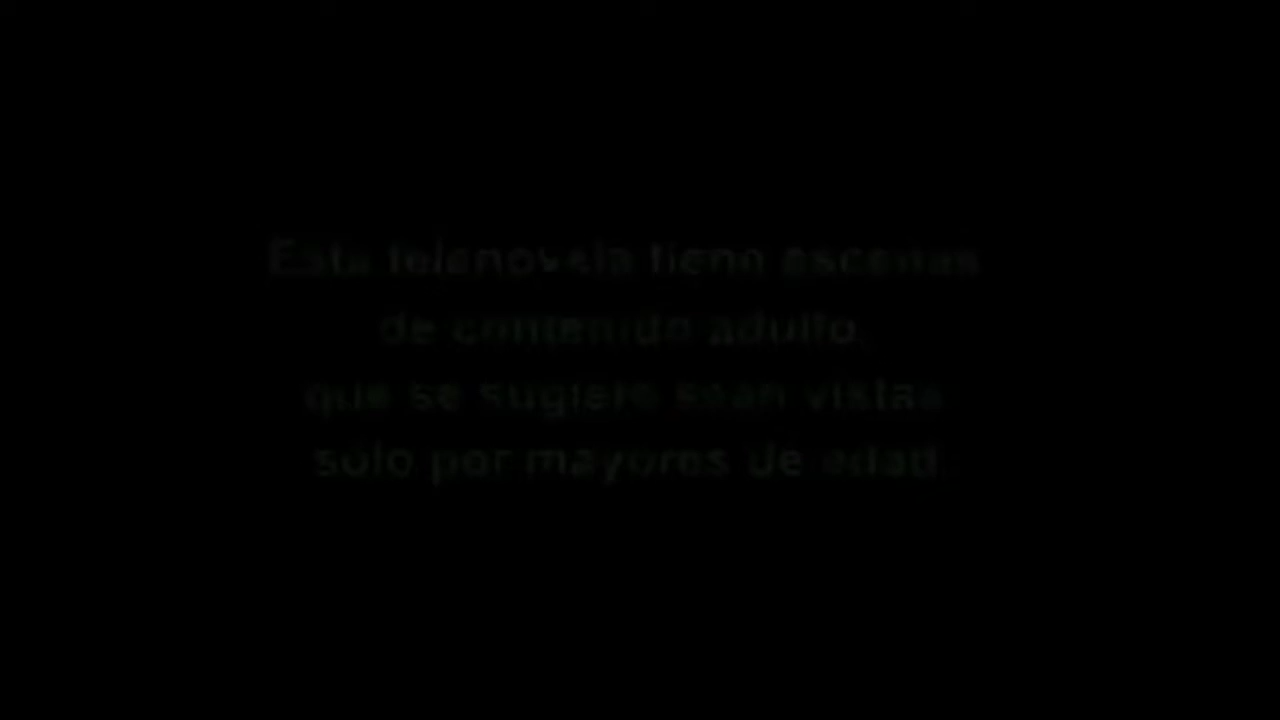 Esta telenovela tiene escenas
de contenido adulto,
que se sugiere sean vistas
sólo por mayores de edad.